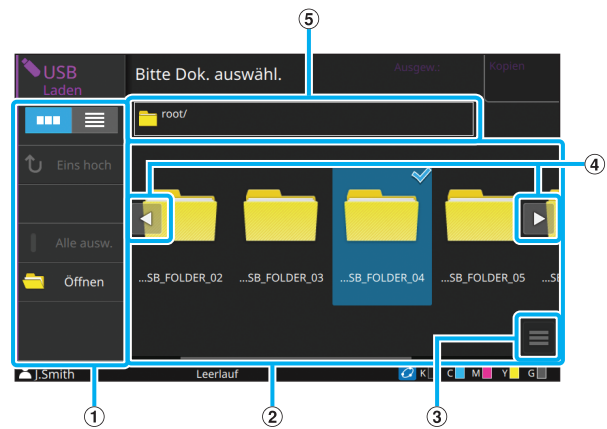 ⑤
USB
Laden
Bitte Dok. auswähl.
Ausgew.:
Kopien
root/
Eins hoch
④
Alle ausw.
Öffnen
...SB_FOLDER_02
...SB_FOLDER_03
...SB_FOLDER_04
...SB_FOLDER_05
...SB
J.Smith
Leerlauf
K C M Y G
①
②
③